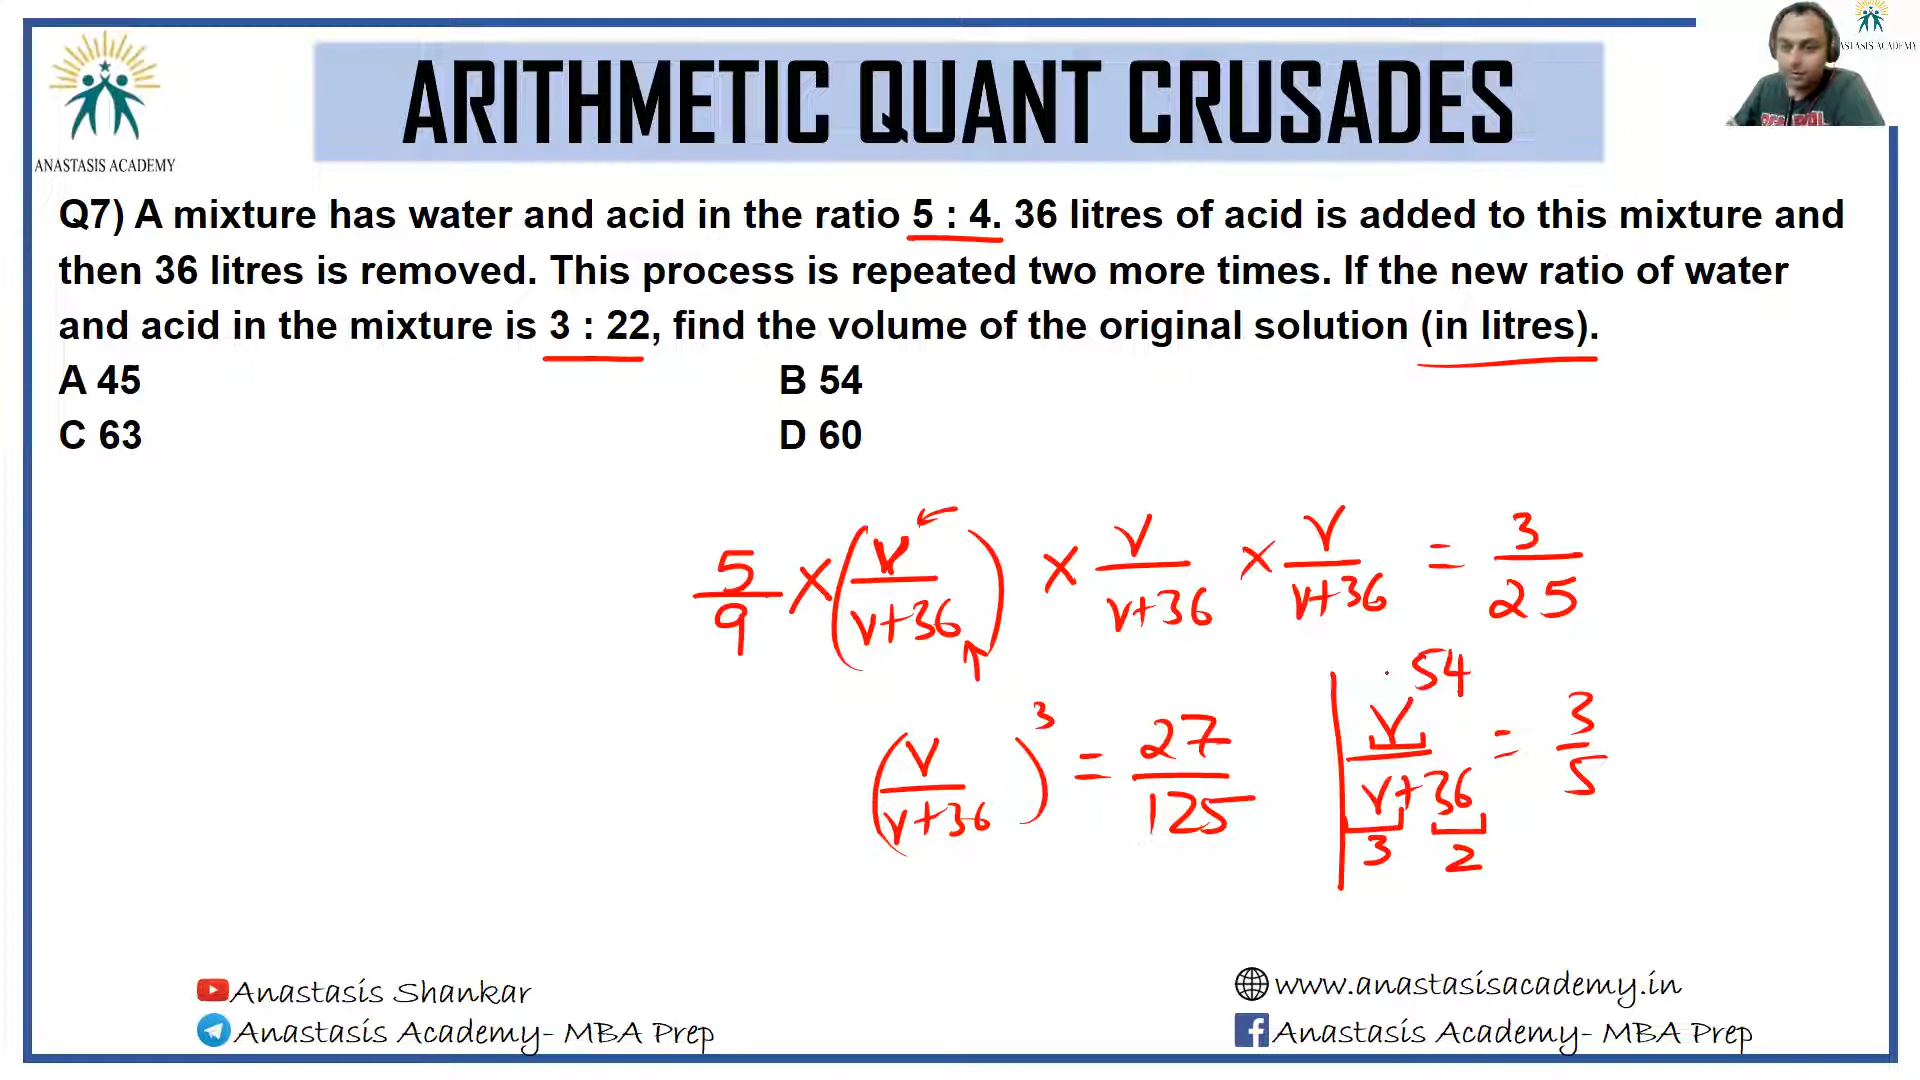 ARITHMETIC QUANT CRUSADES
ANASTASIS ACADEMY
ASTASIS ACADEMY
Q7) A mixture has water and acid in the ratio 5 : 4. 36 litres of acid is added to this mixture and
then 36 litres is removed. This process is repeated two more times. If the new ratio of water
and acid in the mixture is 3 : 22, find the volume of the original solution (in litres).
A 45
B 54
C 63
D 60
5/9 × (V/V+36) × V/V+36 × V/V+36 = 3/25
(V/V+36)³ = 27/125
54
V/V+36 = 3/5
3 2
Anastasis Shankar
Anastasis Academy- MBA Prep
www.anastasisacademy.in
Anastasis Academy- MBA Prep